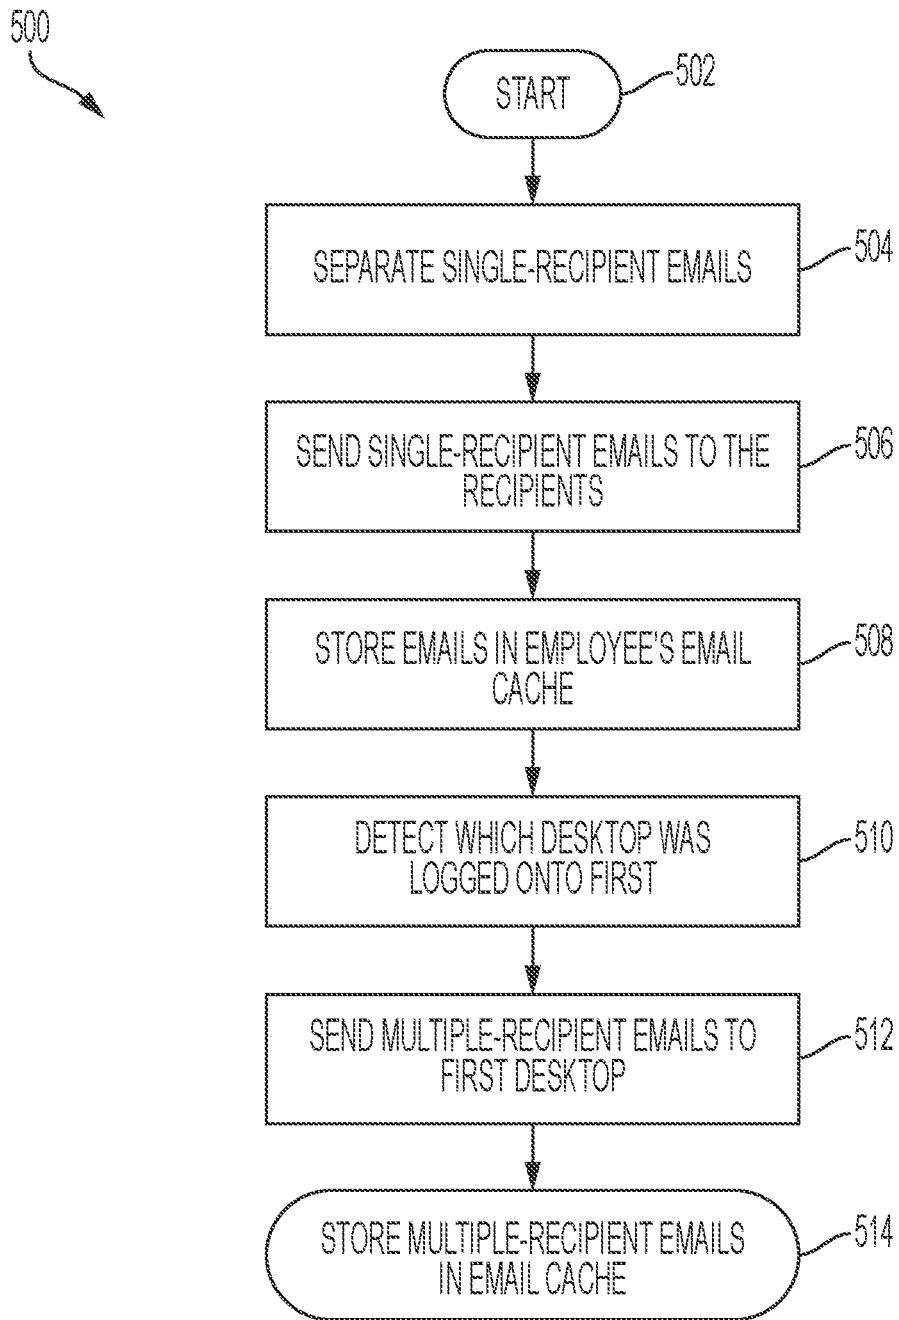 500
START
502
SEPARATE SINGLE-RECIPIENT EMAILS
504
SEND SINGLE-RECIPIENT EMAILS TO THE
RECIPIENTS
506
STORE EMAILS IN EMPLOYEE'S EMAIL
CACHE
508
DETECT WHICH DESKTOP WAS
LOGGED ONTO FIRST
510
SEND MULTIPLE-RECIPIENT EMAILS TO
FIRST DESKTOP
512
STORE MULTIPLE-RECIPIENT EMAILS
IN EMAIL CACHE
514